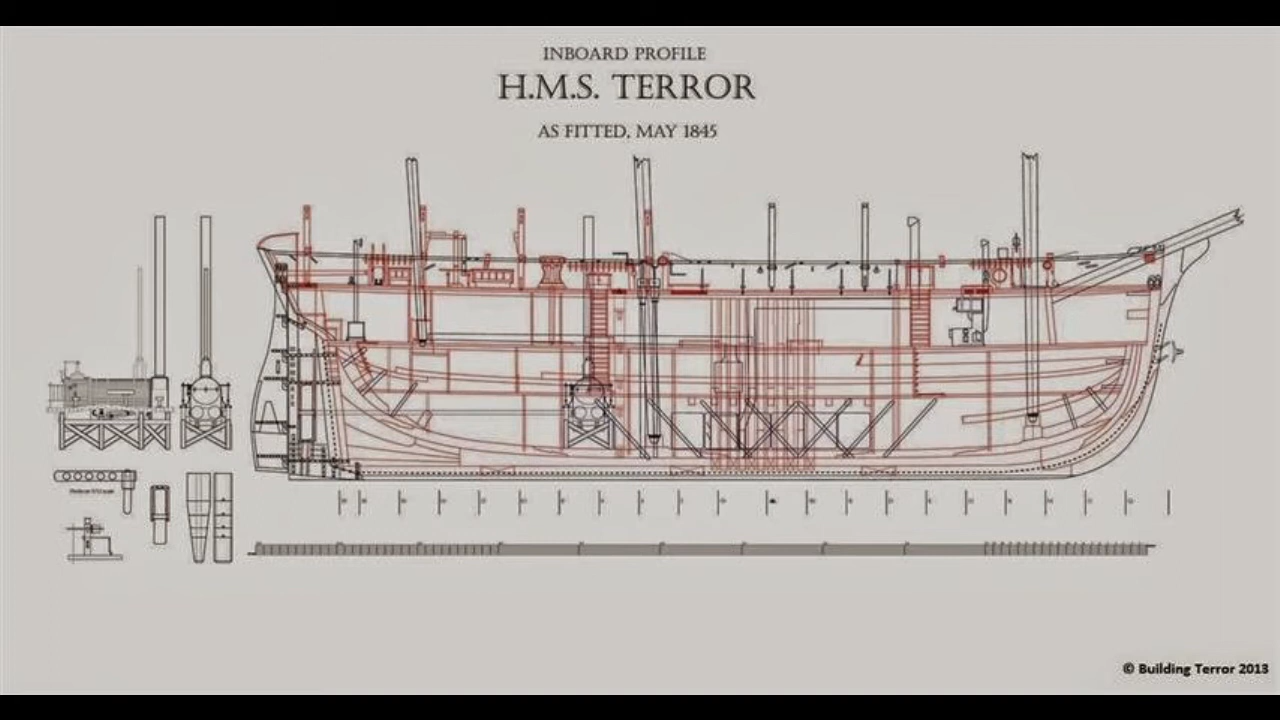 INBOARD PROFILE
H.M.S. TERROR
AS FITTED, MAY 1845
© Building Terror 2013